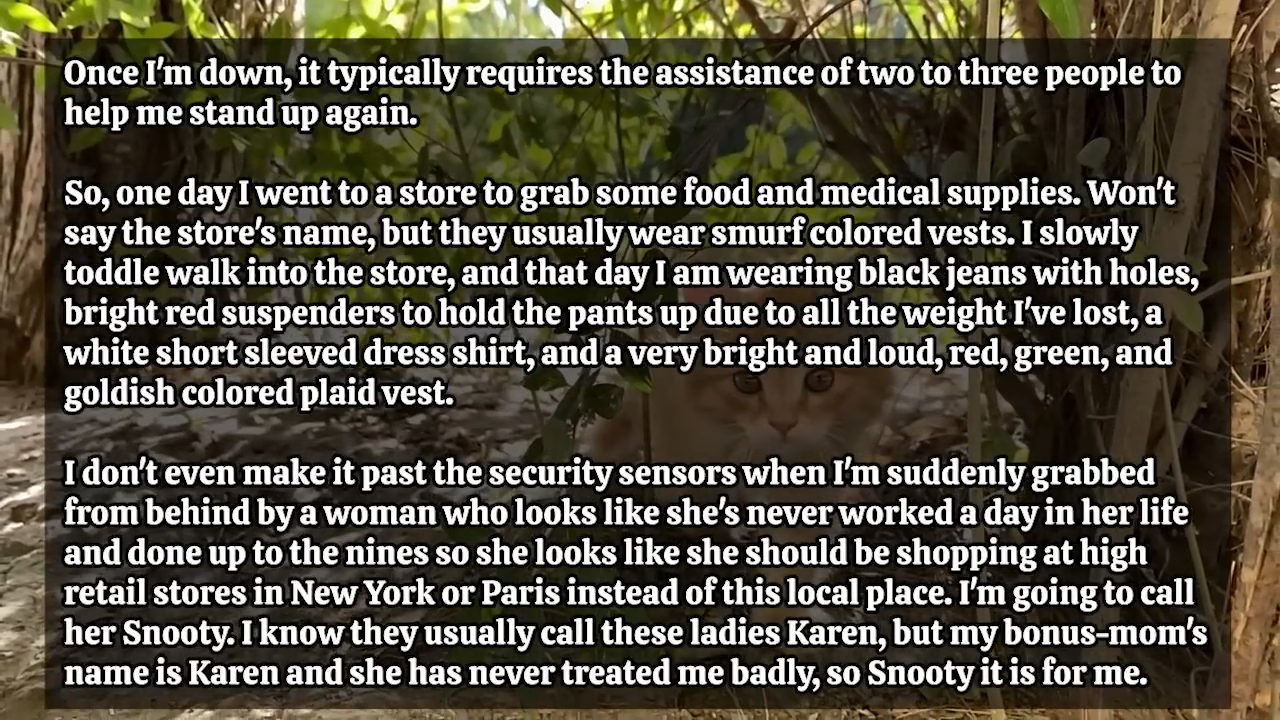 Once I'm down, it typically requires the assistance of two to three people to
help me stand up again.
So, one day I went to a store to grab some food and medical supplies. Won't
say the store's name, but they usually wear smurf colored vests. I slowly
toddle walk into the store, and that day I am wearing black jeans with holes,
bright red suspenders to hold the pants up due to all the weight I've lost, a
white short sleeved dress shirt, and a very bright and loud, red, green, and
goldish colored plaid vest.
I don't even make it past the security sensors when I'm suddenly grabbed
from behind by a woman who looks like she's never worked a day in her life
and done up to the nines so she looks like she should be shopping at high
retail stores in New York or Paris instead of this local place. I'm going to call
her Snooty. I know they usually call these ladies Karen, but my bonus-mom's
name is Karen and she has never treated me badly, so Snooty it is for me.